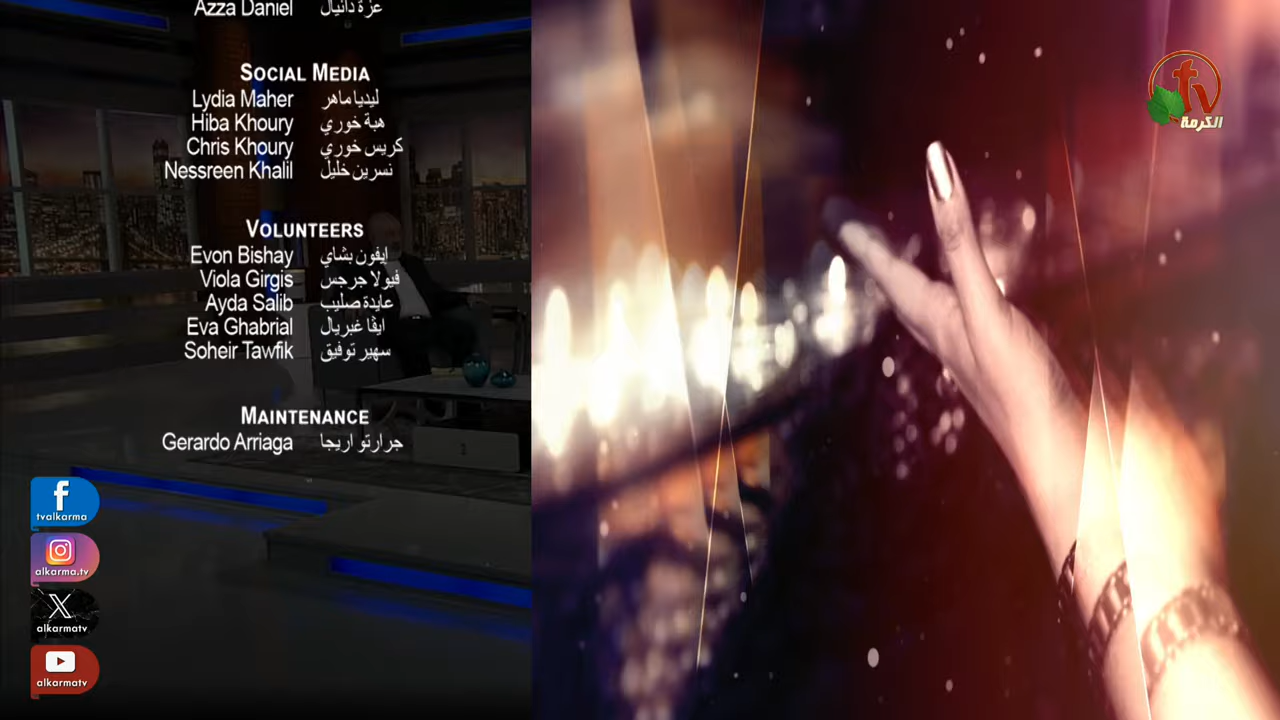 Azza Daniel عزة دانيال
SOCIAL MEDIA
Lydia Maher ليديا ماهر
Hiba Khoury هبة خوري
Chris Khoury كريس خوري
Nessreen Khalil نسرين خليل
VOLUNTEERS
Evon Bishay ايفون بشاي
Viola Girgis فيولا جرجس
Ayda Salib عايدة صليب
Eva Ghabrial ايڤا غبريال
Soheir Tawfik سهير توفيق
MAINTENANCE
Gerardo Arriaga جرارتو اريجا
tvalkarma
alkarma.tv
alkarmatv
alkarmatv
tv
الكرمة